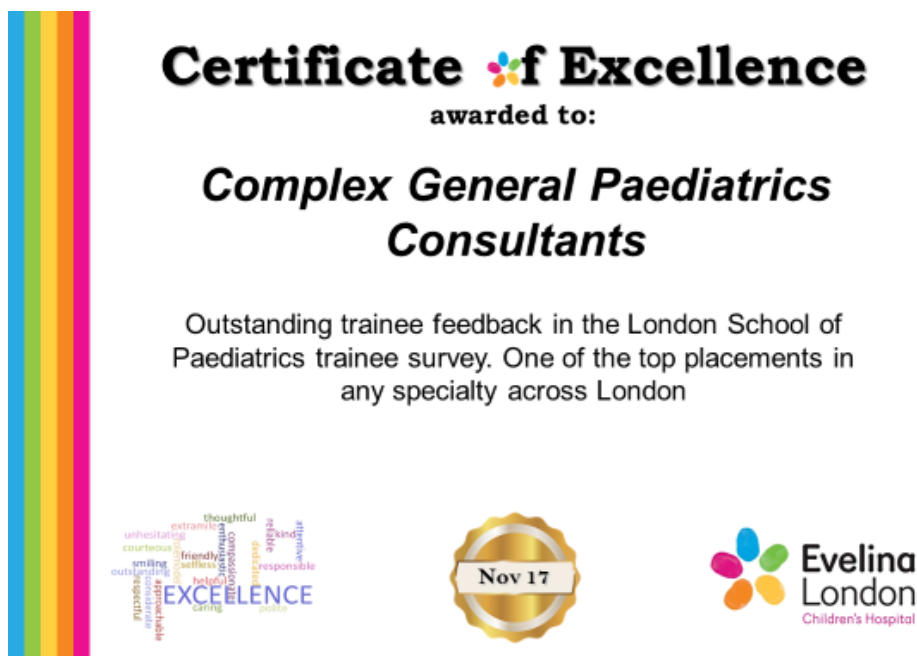 Certificate of Excellence
awarded to:
Complex General Paediatrics
Consultants
Outstanding trainee feedback in the London School of
Paediatrics trainee survey. One of the top placements in
any specialty across London
thoughtful
extramile
unhesitating
courteous
smiling
outstanding
respectful
considerate
approachable
friendly
selfless
helpful
enthusiastic
compassionate
dedicated
reliable
kind
attentive
responsible
EXCELLENCE
caring
polite
Nov 17
Evelina
London
Children's Hospital